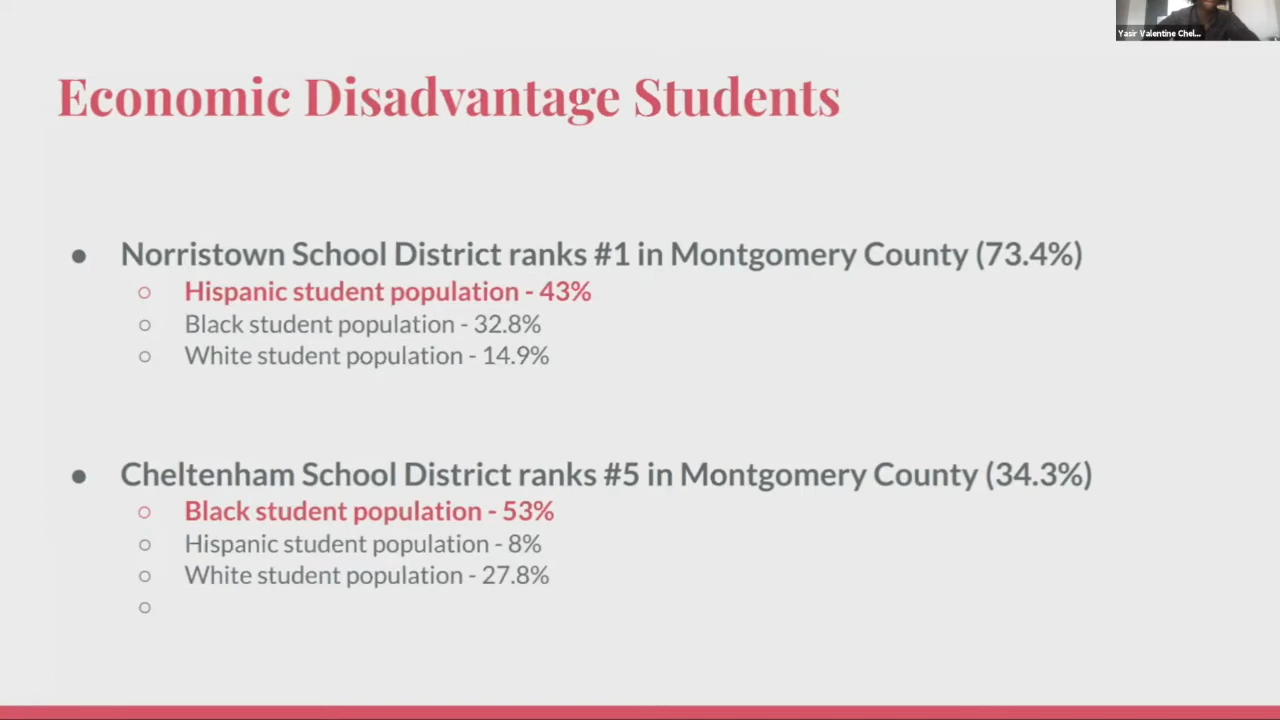 Yasir Valentine Chel...
Economic Disadvantage Students
● Norristown School District ranks #1 in Montgomery County (73.4%)
○ Hispanic student population - 43%
○ Black student population - 32.8%
○ White student population - 14.9%
● Cheltenham School District ranks #5 in Montgomery County (34.3%)
○ Black student population - 53%
○ Hispanic student population - 8%
○ White student population - 27.8%
○